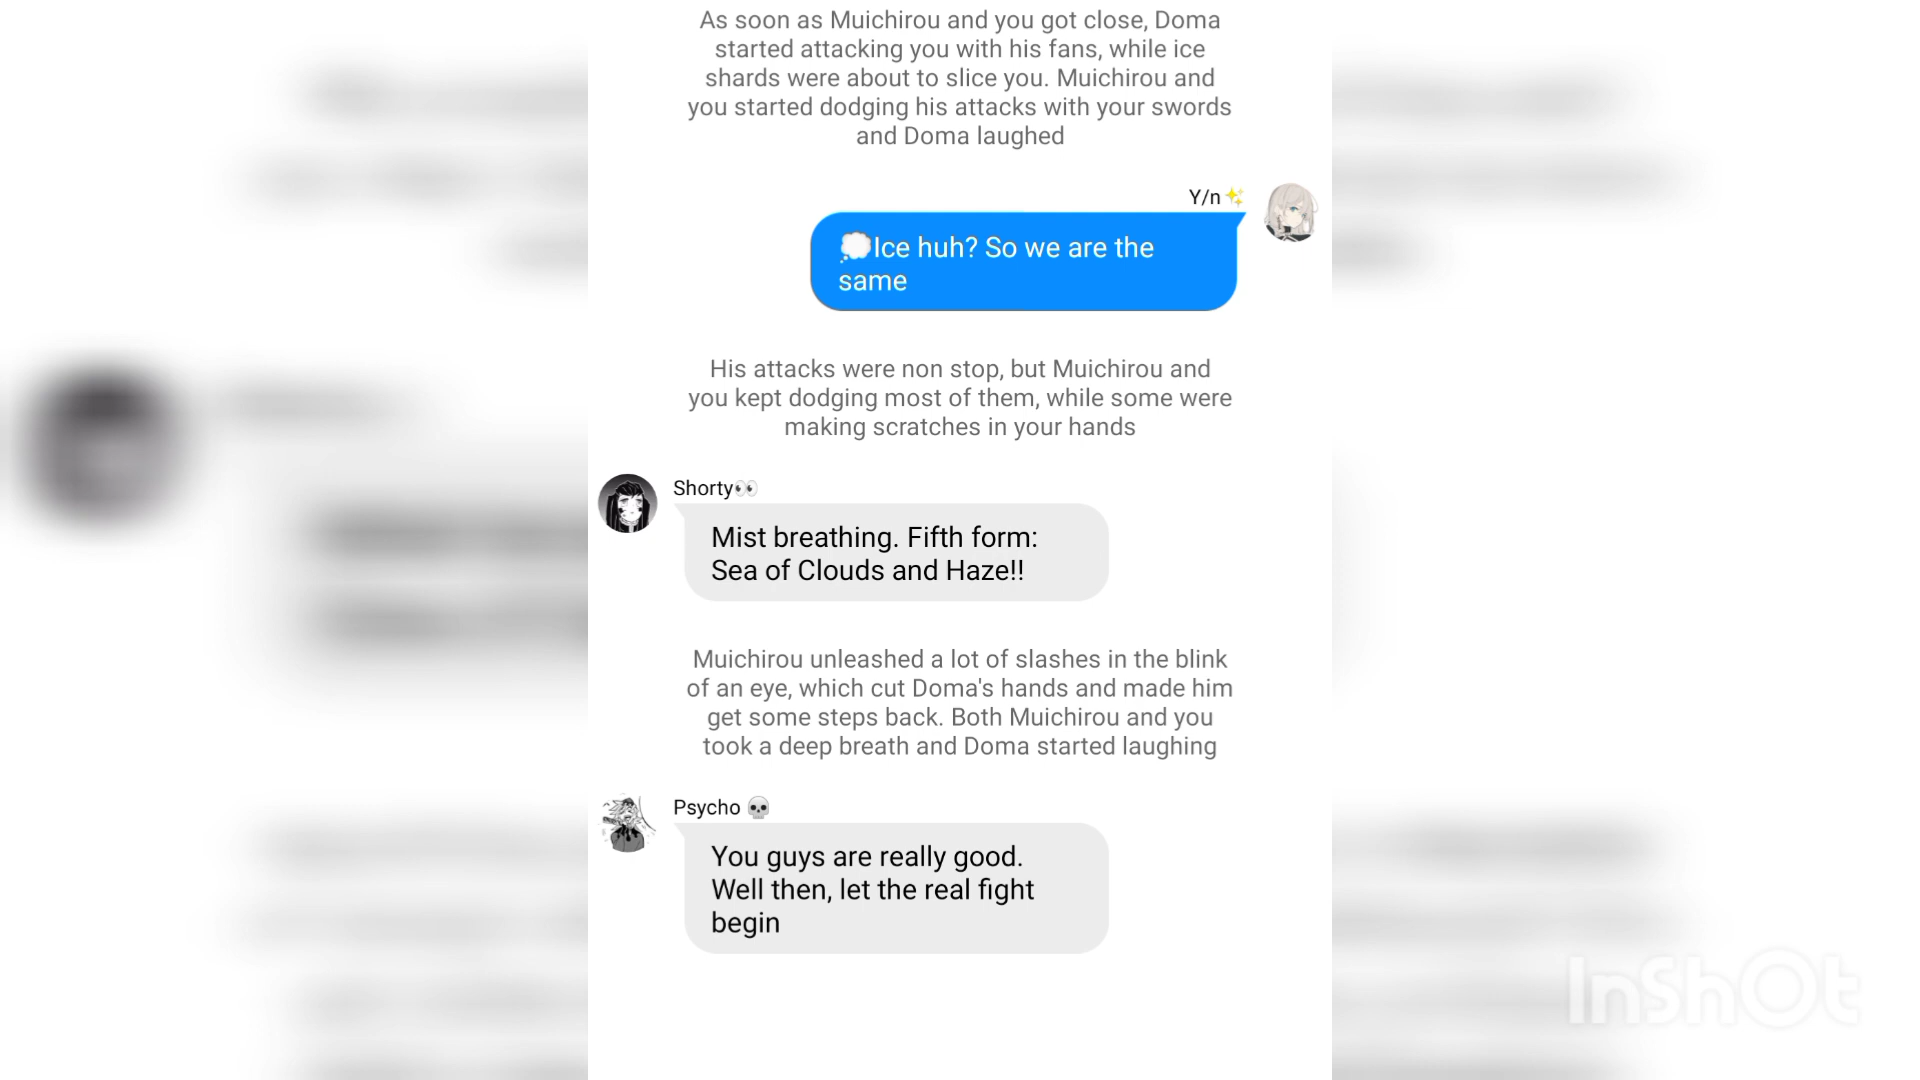 As soon as Muichirou and you got close, Doma
started attacking you with his fans, while ice
shards were about to slice you. Muichirou and
you started dodging his attacks with your swords
and Doma laughed
Y/n✨
💭Ice huh? So we are the
same
His attacks were non stop, but Muichirou and
you kept dodging most of them, while some were
making scratches in your hands
Shorty👀
Mist breathing. Fifth form:
Sea of Clouds and Haze!!
Muichirou unleashed a lot of slashes in the blink
of an eye, which cut Doma's hands and made him
get some steps back. Both Muichirou and you
took a deep breath and Doma started laughing
Psycho 💀
You guys are really good.
Well then, let the real fight
begin
InShOt